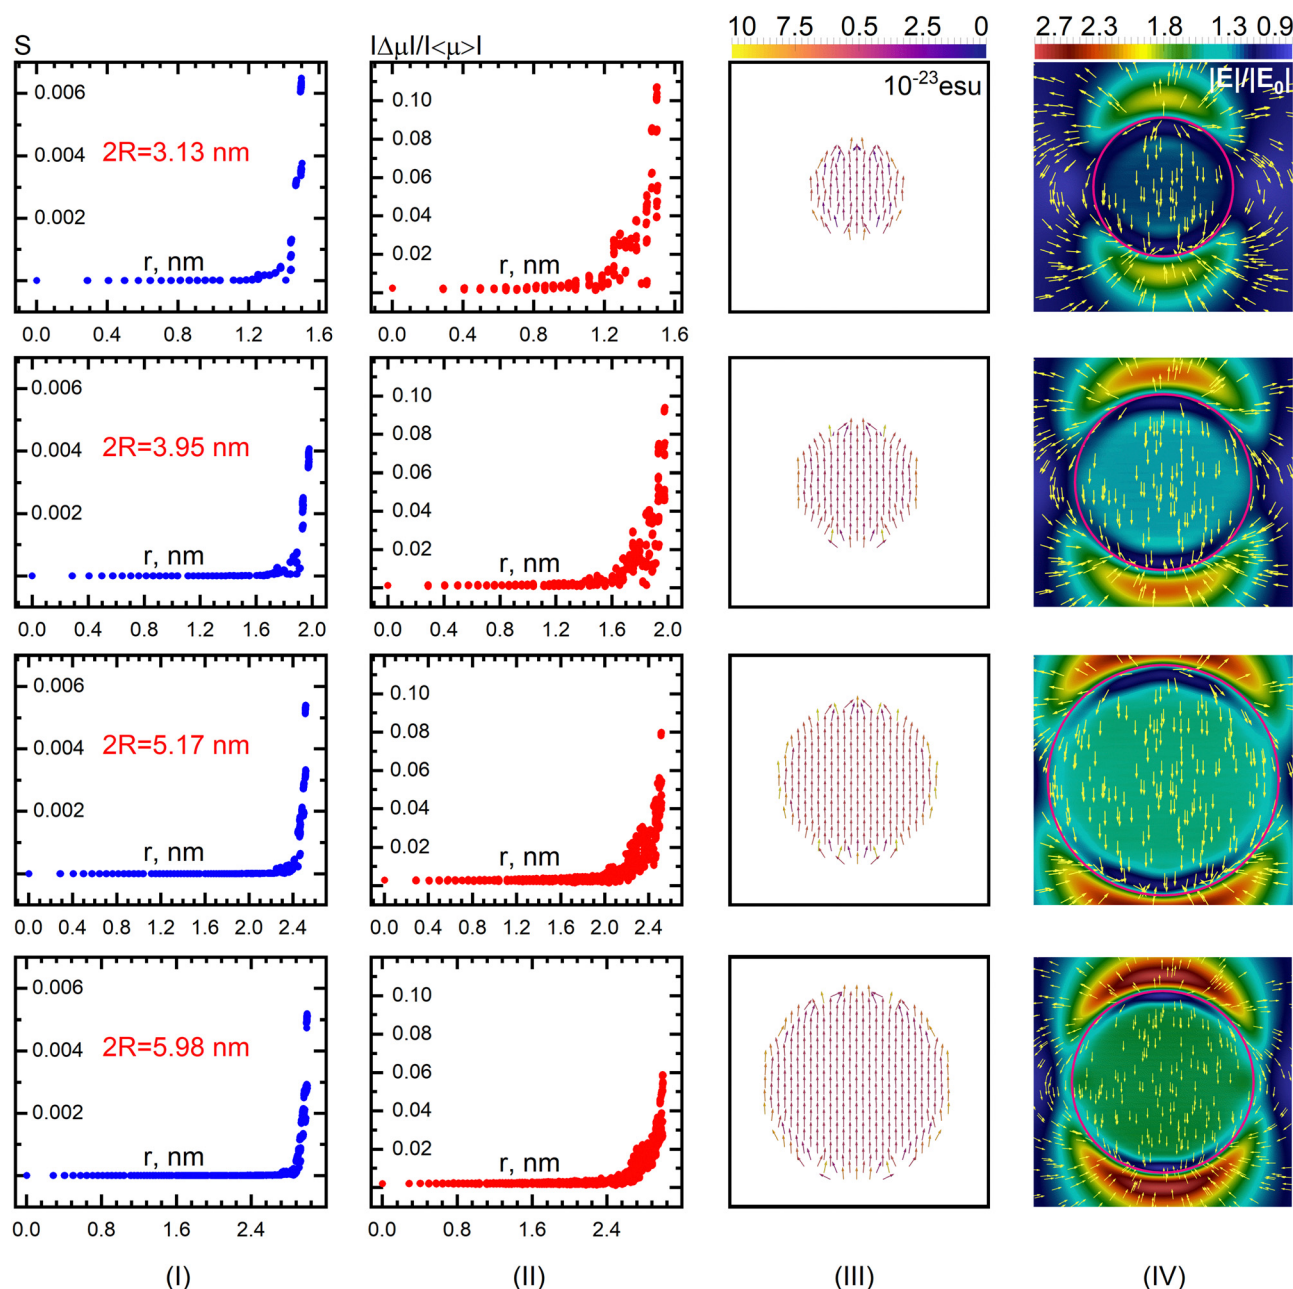 S
|Δμ|/|<μ>|
10 7.5 5.0 2.5 0
2.7 2.3 1.8 1.3 0.9
0.006
0.004
0.002
2R=3.13 nm
r, nm
0.0 0.4 0.8 1.2 1.6
0.10
0.08
0.06
0.04
0.02
r, nm
0.0 0.4 0.8 1.2 1.6
10-23esu
|E|/|E0|
0.006
0.004
0.002
2R=3.95 nm
r, nm
0.0 0.4 0.8 1.2 1.6 2.0
0.10
0.08
0.06
0.04
0.02
r, nm
0.0 0.4 0.8 1.2 1.6 2.0
0.006
0.004
0.002
2R=5.17 nm
r, nm
0.0 0.4 0.8 1.2 1.6 2.0 2.4
0.10
0.08
0.06
0.04
0.02
r, nm
0.0 0.4 0.8 1.2 1.6 2.0 2.4
0.006
0.004
0.002
2R=5.98 nm
r, nm
0.0 0.8 1.6 2.4
0.10
0.08
0.06
0.04
0.02
r, nm
0.0 0.8 1.6 2.4
(I) (II) (III) (IV)